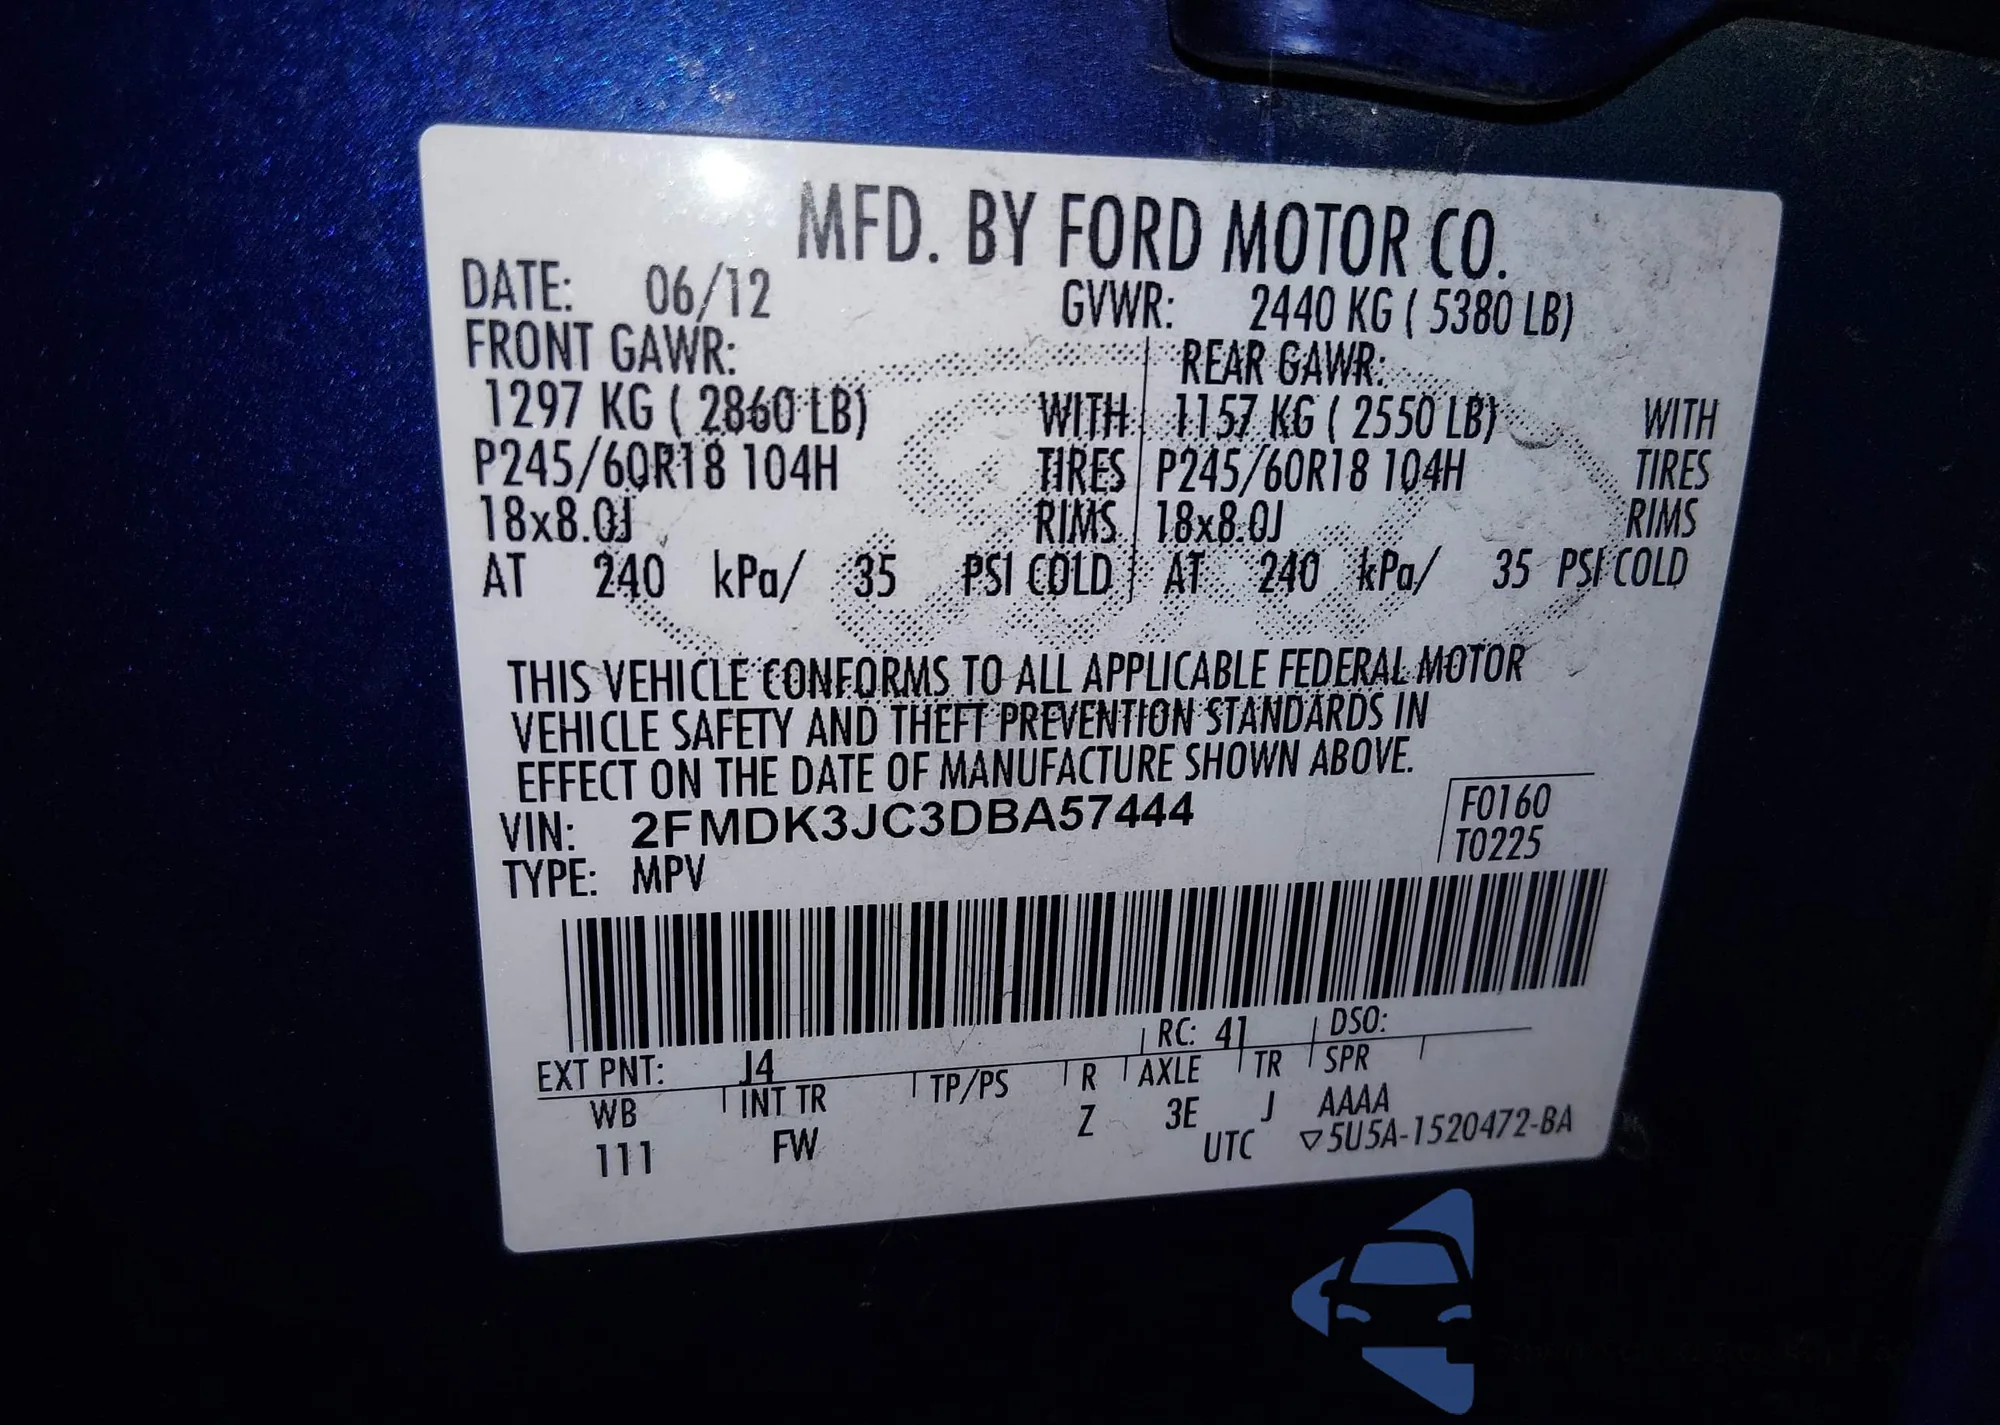 MFD. BY FORD MOTOR CO.
DATE: 06/12 GVWR: 2440 KG ( 5380 LB)
FRONT GAWR: REAR GAWR:
1297 KG ( 2860 LB) WITH 1157 KG ( 2550 LB) WITH
P245/60R18 104H TIRES P245/60R18 104H TIRES
18x8.0J RIMS 18x8.0J RIMS
AT 240 kPa/ 35 PSI COLD AT 240 kPa/ 35 PSI COLD
THIS VEHICLE CONFORMS TO ALL APPLICABLE FEDERAL MOTOR
VEHICLE SAFETY AND THEFT PREVENTION STANDARDS IN
EFFECT ON THE DATE OF MANUFACTURE SHOWN ABOVE.
VIN: 2FMDK3JC3DBA57444 F0160
TYPE: MPV T0225
EXT PNT: J4 RC: 41 DSO:
WB INT TR TP/PS R AXLE TR SPR
111 FW Z 3E J AAAA
UTC ▽5U5A-1520472-BA